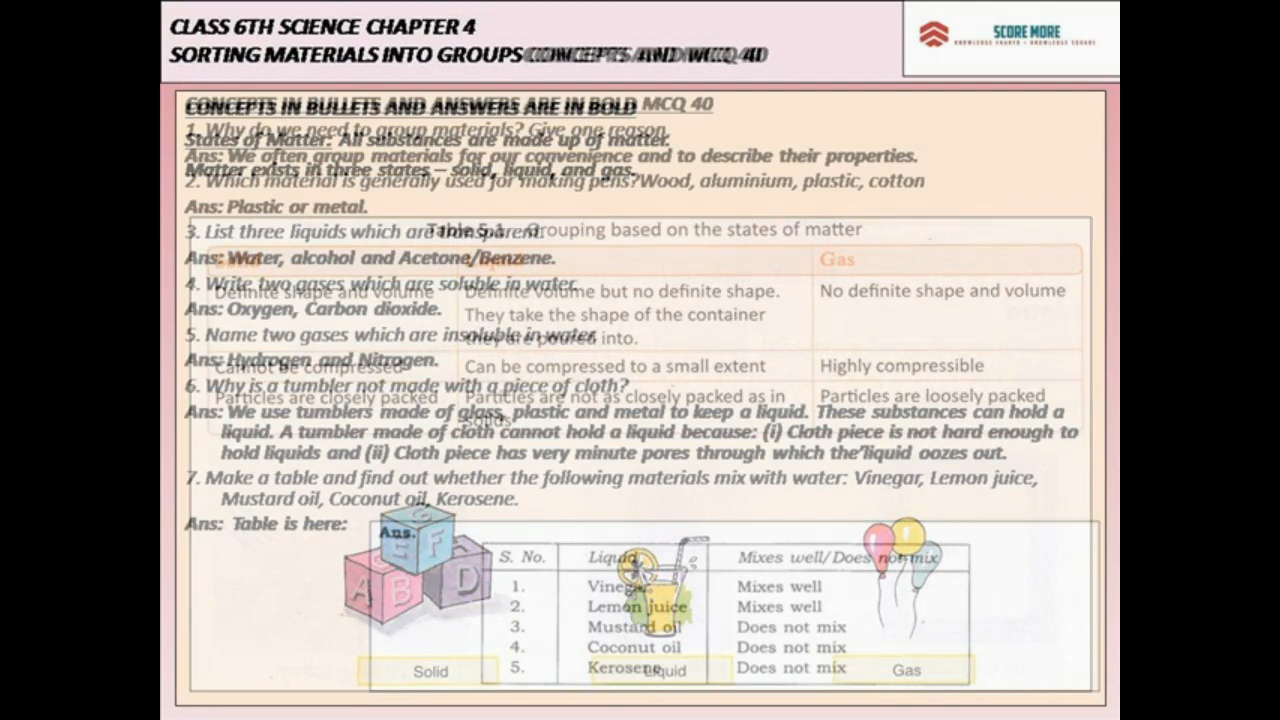 CLASS 6TH SCIENCE CHAPTER 4
SORTING MATERIALS INTO GROUPS CONCEPTS AND MCQ 40
SCORE MORE
KNOWLEDGE SHARED = KNOWLEDGE SQUARE
CONCEPTS IN BULLETS AND ANSWERS ARE IN BOLD MCQ 40
1. Why do we need to group materials? Give one reason.
States of Matter: All substances are made up of matter.
Ans: We often group materials for our convenience and to describe their properties.
Matter exists in three states – solid, liquid, and gas.
2. Which material is generally used for making pens?Wood, aluminium, plastic, cotton
Ans: Plastic or metal.
Table 5.1 Grouping based on the states of matter
3. List three liquids which are transparent.
Ans: Water, alcohol and Acetone/Benzene.
Solid Liquid Gas
4. Write two gases which are soluble in water.
Definite shape and volume
Definite volume but no definite shape.
They take the shape of the container
they are poured into.
No definite shape and volume
Ans: Oxygen, Carbon dioxide.
5. Name two gases which are insoluble in water.
Ans: Hydrogen and Nitrogen.
Cannot be compressed
Can be compressed to a small extent
Highly compressible
6. Why is a tumbler not made with a piece of cloth?
Particles are closely packed
Particles are not as closely packed as in
solids
Particles are loosely packed
Ans: We use tumblers made of glass, plastic and metal to keep a liquid. These substances can hold a
liquid. A tumbler made of cloth cannot hold a liquid because: (i) Cloth piece is not hard enough to
hold liquids and (ii) Cloth piece has very minute pores through which the liquid oozes out.
7. Make a table and find out whether the following materials mix with water: Vinegar, Lemon juice,
Mustard oil, Coconut oil, Kerosene.
Ans: Table is here:
Ans.
S. No. Liquid Mixes well/Does not mix
1. Vinegar Mixes well
2. Lemon juice Mixes well
3. Mustard oil Does not mix
4. Coconut oil Does not mix
5. Kerosene Does not mix
A B D F
Solid Liquid Gas